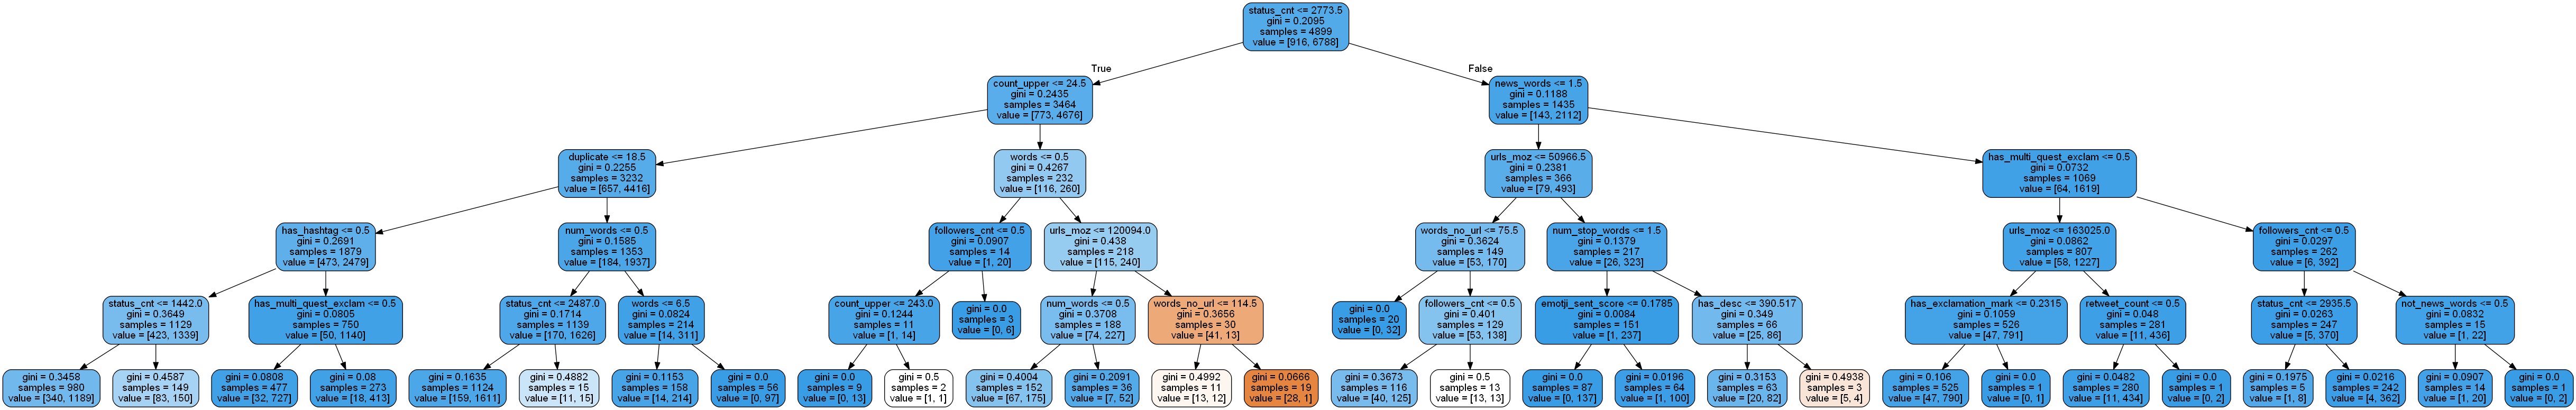 status_cnt <= 2773.5
gini = 0.2095
samples = 4899
value = [916, 6788]
True
False
count_upper <= 24.5
gini = 0.2435
samples = 3464
value = [773, 4676]
news_words <= 1.5
gini = 0.1188
samples = 1435
value = [143, 2112]
duplicate <= 18.5
gini = 0.2255
samples = 3232
value = [657, 4416]
words <= 0.5
gini = 0.4267
samples = 232
value = [116, 260]
urls_moz <= 50966.5
gini = 0.2381
samples = 366
value = [79, 493]
has_multi_quest_exclam <= 0.5
gini = 0.0732
samples = 1069
value = [64, 1619]
has_hashtag <= 0.5
gini = 0.2691
samples = 1879
value = [473, 2479]
num_words <= 0.5
gini = 0.1585
samples = 1353
value = [184, 1937]
followers_cnt <= 0.5
gini = 0.0907
samples = 14
value = [1, 20]
urls_moz <= 120094.0
gini = 0.438
samples = 218
value = [115, 240]
words_no_url <= 75.5
gini = 0.3624
samples = 149
value = [53, 170]
num_stop_words <= 1.5
gini = 0.1379
samples = 217
value = [26, 323]
urls_moz <= 163025.0
gini = 0.0862
samples = 807
value = [58, 1227]
followers_cnt <= 0.5
gini = 0.0297
samples = 262
value = [6, 392]
status_cnt <= 1442.0
gini = 0.3649
samples = 1129
value = [423, 1339]
has_multi_quest_exclam <= 0.5
gini = 0.0805
samples = 750
value = [50, 1140]
status_cnt <= 2487.0
gini = 0.1714
samples = 1139
value = [170, 1626]
words <= 6.5
gini = 0.0824
samples = 214
value = [14, 311]
count_upper <= 243.0
gini = 0.1244
samples = 11
value = [1, 14]
gini = 0.0
samples = 3
value = [0, 6]
num_words <= 0.5
gini = 0.3708
samples = 188
value = [74, 227]
words_no_url <= 114.5
gini = 0.3656
samples = 30
value = [41, 13]
gini = 0.0
samples = 20
value = [0, 32]
followers_cnt <= 0.5
gini = 0.401
samples = 129
value = [53, 138]
emotji_sent_score <= 0.1785
gini = 0.0084
samples = 151
value = [1, 237]
has_desc <= 390.517
gini = 0.349
samples = 66
value = [25, 86]
has_exclamation_mark <= 0.2315
gini = 0.1059
samples = 526
value = [47, 791]
retweet_count <= 0.5
gini = 0.048
samples = 281
value = [11, 436]
status_cnt <= 2935.5
gini = 0.0263
samples = 247
value = [5, 370]
not_news_words <= 0.5
gini = 0.0832
samples = 15
value = [1, 22]
gini = 0.3458
samples = 980
value = [340, 1189]
gini = 0.4587
samples = 149
value = [83, 150]
gini = 0.0808
samples = 477
value = [32, 727]
gini = 0.08
samples = 273
value = [18, 413]
gini = 0.1635
samples = 1124
value = [159, 1611]
gini = 0.4882
samples = 15
value = [11, 15]
gini = 0.1153
samples = 158
value = [14, 214]
gini = 0.0
samples = 56
value = [0, 97]
gini = 0.0
samples = 9
value = [0, 13]
gini = 0.5
samples = 2
value = [1, 1]
gini = 0.4004
samples = 152
value = [67, 175]
gini = 0.2091
samples = 36
value = [7, 52]
gini = 0.4992
samples = 11
value = [13, 12]
gini = 0.0666
samples = 19
value = [28, 1]
gini = 0.3673
samples = 116
value = [40, 125]
gini = 0.5
samples = 13
value = [13, 13]
gini = 0.0
samples = 87
value = [0, 137]
gini = 0.0196
samples = 64
value = [1, 100]
gini = 0.3153
samples = 63
value = [20, 82]
gini = 0.4938
samples = 3
value = [5, 4]
gini = 0.106
samples = 525
value = [47, 790]
gini = 0.0
samples = 1
value = [0, 1]
gini = 0.0482
samples = 280
value = [11, 434]
gini = 0.0
samples = 1
value = [0, 2]
gini = 0.1975
samples = 5
value = [1, 8]
gini = 0.0216
samples = 242
value = [4, 362]
gini = 0.0907
samples = 14
value = [1, 20]
gini = 0.0
samples = 1
value = [0, 2]